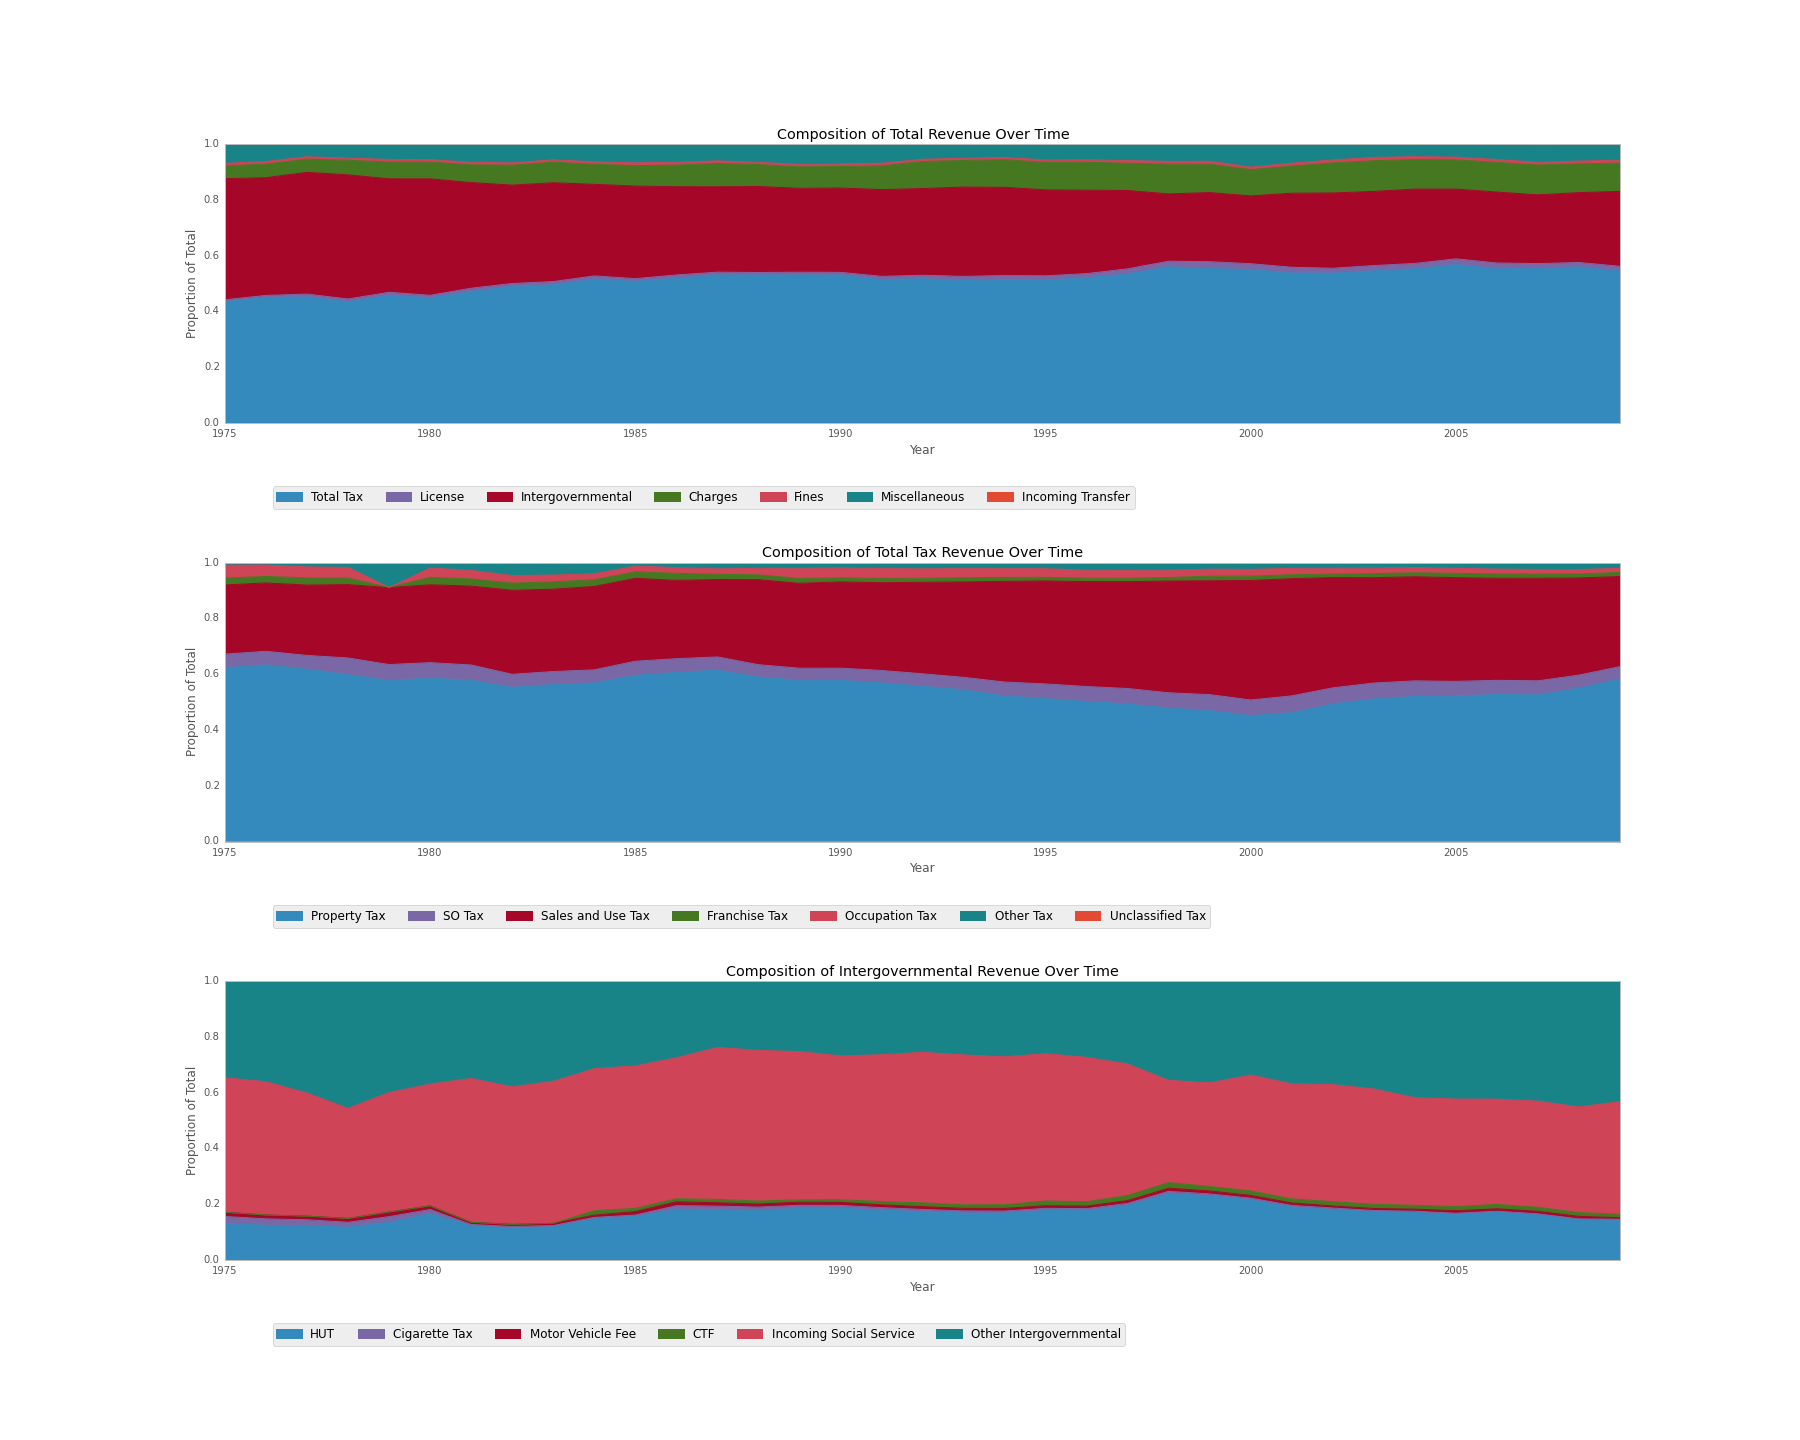 Composition of Total Revenue Over Time
1.0
0.8
0.6
0.4
0.2
0.0
Proportion of Total
1975 1980 1985 1990 1995 2000 2005
Year
Total Tax License Intergovernmental Charges Fines Miscellaneous Incoming Transfer
Composition of Total Tax Revenue Over Time
1.0
0.8
0.6
0.4
0.2
0.0
Proportion of Total
1975 1980 1985 1990 1995 2000 2005
Year
Property Tax SO Tax Sales and Use Tax Franchise Tax Occupation Tax Other Tax Unclassified Tax
Composition of Intergovernmental Revenue Over Time
1.0
0.8
0.6
0.4
0.2
0.0
Proportion of Total
1975 1980 1985 1990 1995 2000 2005
Year
HUT Cigarette Tax Motor Vehicle Fee CTF Incoming Social Service Other Intergovernmental